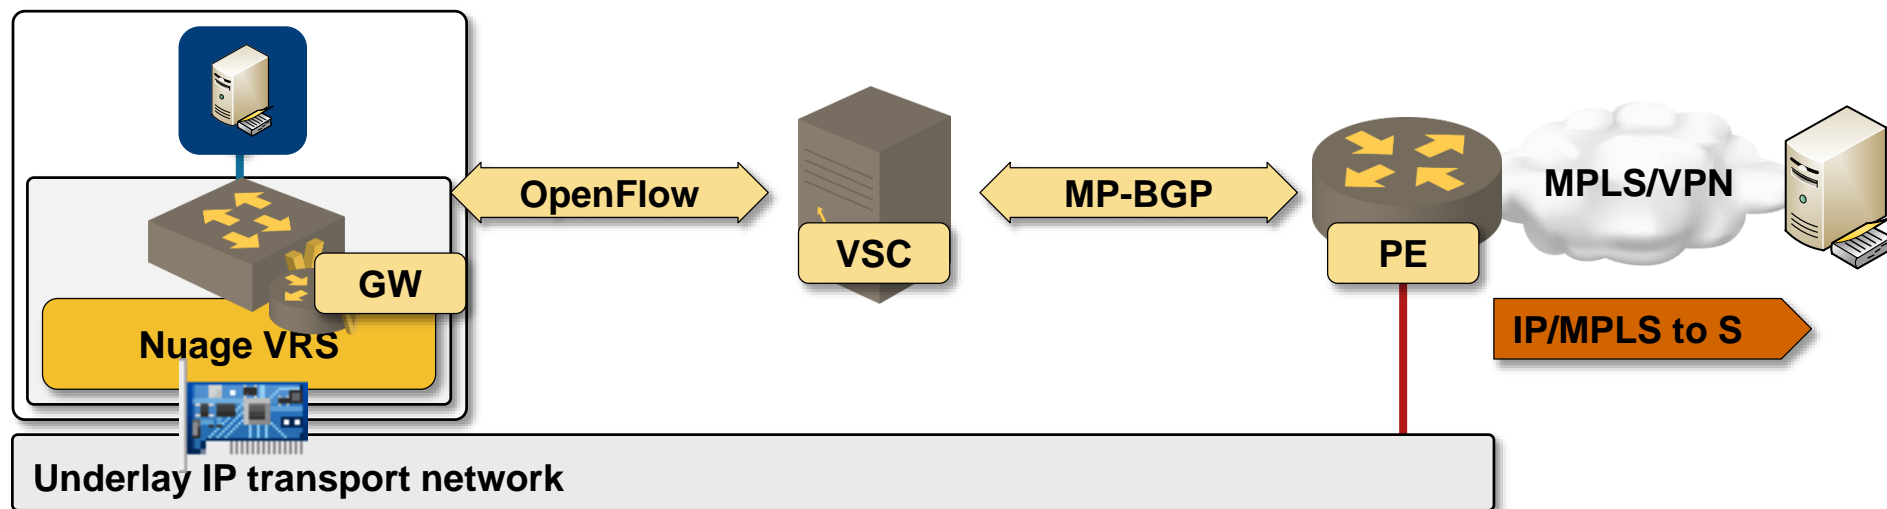 OpenFlow
MP-BGP
MPLS/VPN
VSC
PE
GW
Nuage VRS
IP/MPLS to S
Underlay IP transport network